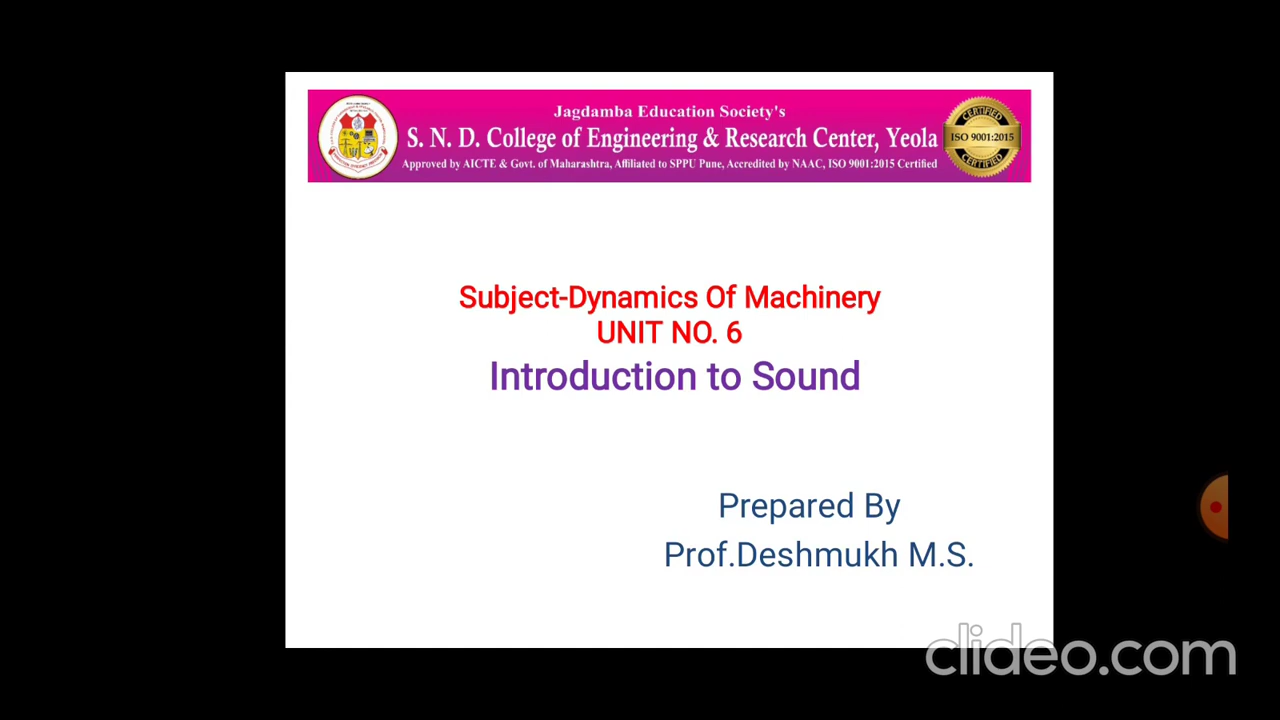 Jagdamba Education Society's
S. N. D. College of Engineering & Research Center, Yeola
Approved by AICTE & Govt. of Maharashtra, Affiliated to SPPU Pune, Accredited by NAAC, ISO 9001:2015 Certified
CERTIFIED
ISO 9001:2015
CERTIFIED
Subject-Dynamics Of Machinery
UNIT NO. 6
Introduction to Sound
Prepared By
Prof.Deshmukh M.S.
clideo.com